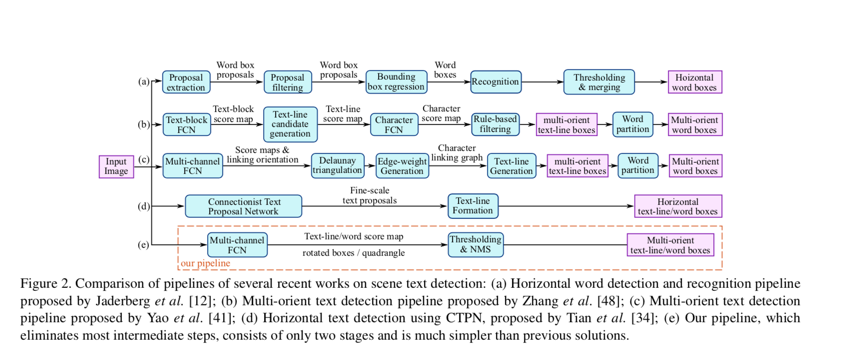 Word box proposals
Word box proposals
Word boxes
(a) Proposal extraction
Proposal filtering
Bounding box regression
Recognition
Thresholding & merging
Hoizontal word boxes
Text-block score map
Text-line score map
Character score map
(b) Text-block FCN
Text-line candidate generation
Character FCN
Rule-based filtering
multi-orient text-line boxes
Word partition
Multi-orient word boxes
Score maps & linking orientation
Character linking graph
Input Image
(c) Multi-channel FCN
Delaunay triangulation
Edge-weight Generation
Text-line Generation
multi-orient text-line boxes
Word partition
Multi-orient word boxes
Fine-scale text proposals
(d) Connectionist Text Proposal Network
Text-line Formation
Horizontal text-line/word boxes
(e) Multi-channel FCN
Text-line/word score map
rotated boxes / quadrangle
Thresholding & NMS
Multi-orient text-line/word boxes
our pipeline
Figure 2. Comparison of pipelines of several recent works on scene text detection: (a) Horizontal word detection and recognition pipeline
proposed by Jaderberg et al. [12]; (b) Multi-orient text detection pipeline proposed by Zhang et al. [48]; (c) Multi-orient text detection
pipeline proposed by Yao et al. [41]; (d) Horizontal text detection using CTPN, proposed by Tian et al. [34]; (e) Our pipeline, which
eliminates most intermediate steps, consists of only two stages and is much simpler than previous solutions.